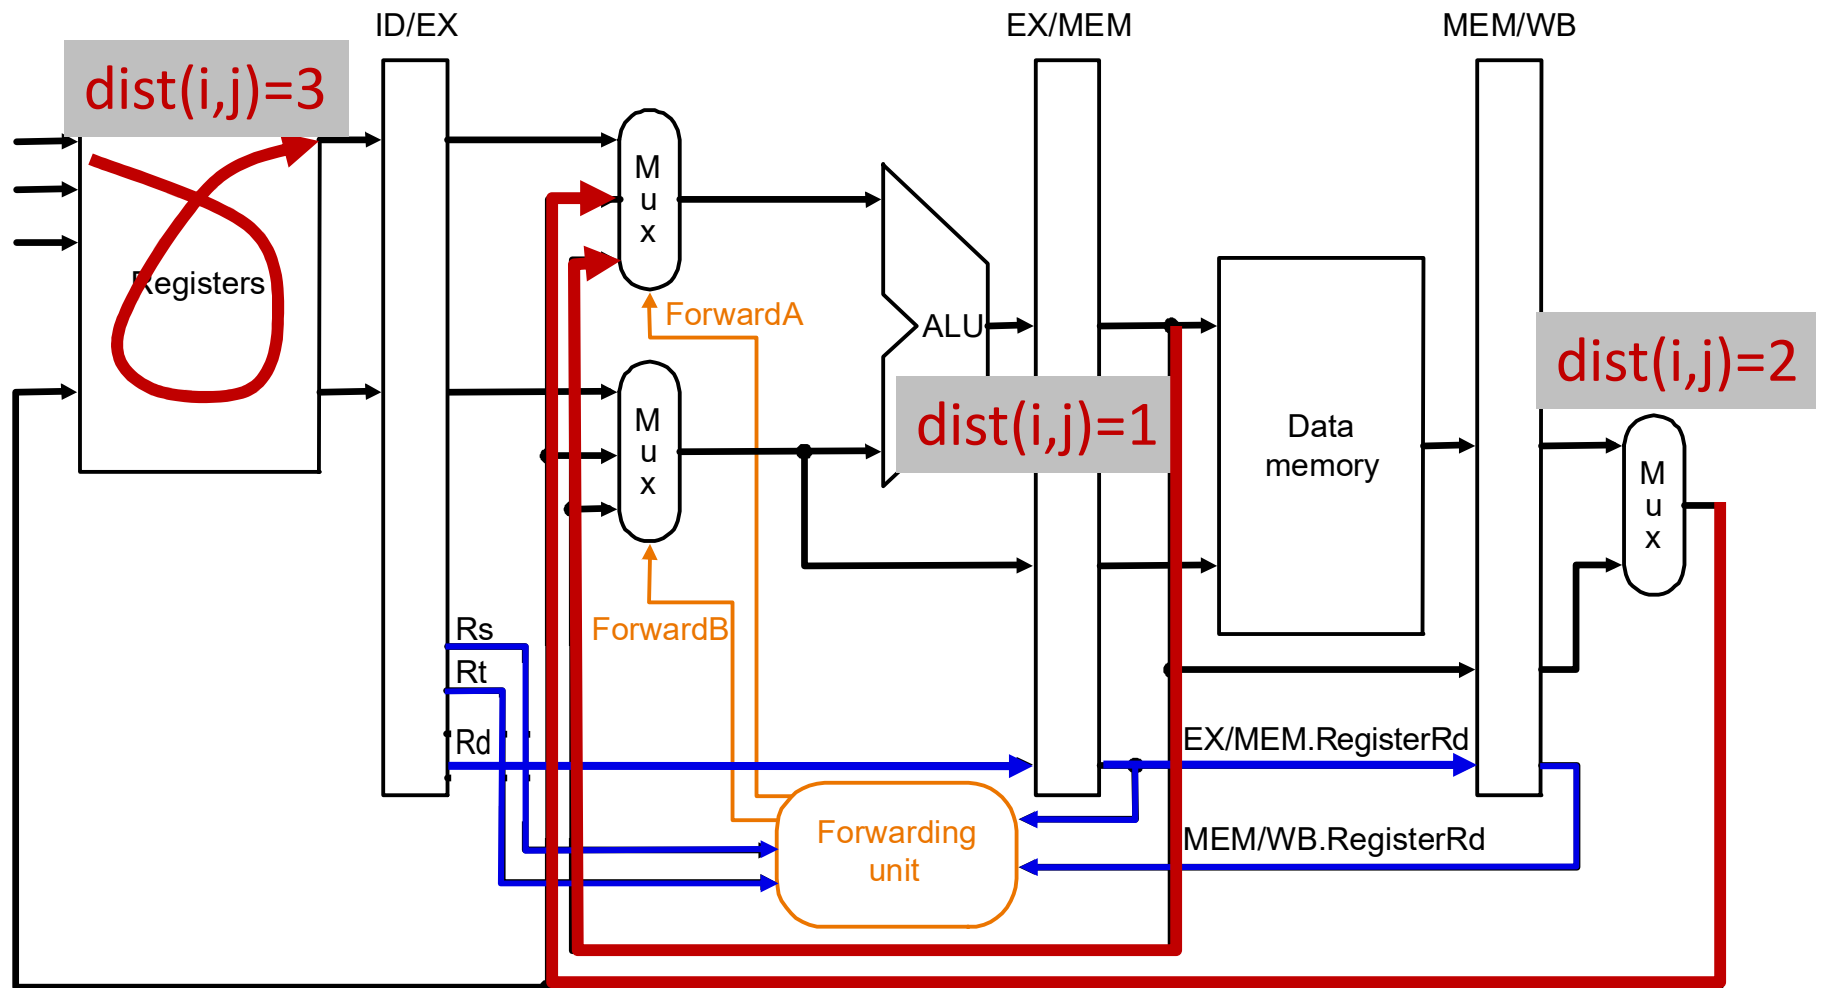 ID/EX
EX/MEM
MEM/WB
dist(i,j)=3
M
u
x
Registers
ForwardA
ALU
dist(i,j)=2
dist(i,j)=1
M
u
x
Data
memory
M
u
x
Rs
ForwardB
Rt
Rd
EX/MEM.RegisterRd
Forwarding
unit
MEM/WB.RegisterRd